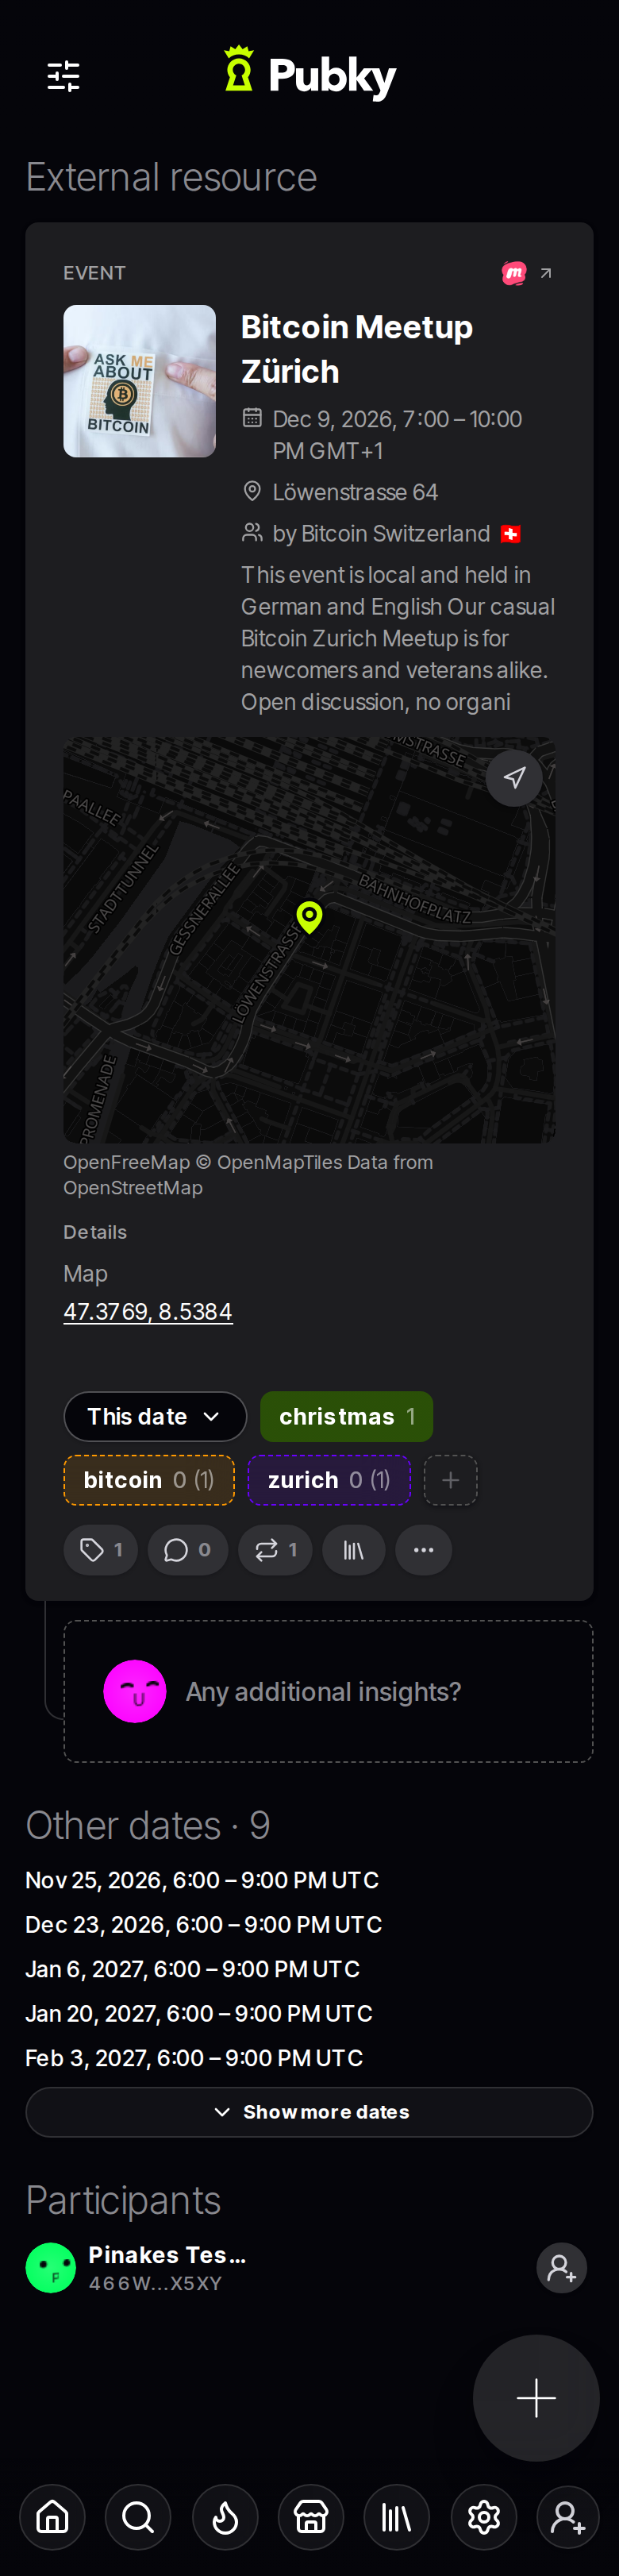 Pubky
External resource
EVENT
Bitcoin Meetup
Zürich
ASK ME
ABOUT
BITCOIN
Dec 9, 2026, 7:00 – 10:00
PM GMT+1
Löwenstrasse 64
by Bitcoin Switzerland 🇨🇭
This event is local and held in
German and English Our casual
Bitcoin Zurich Meetup is for
newcomers and veterans alike.
Open discussion, no organi
MSTRASSE
PAALLEE
STADTTUNNEL
GESSNERALLEE
BAHNHOFPLATZ
LÖWENSTRASSE
PROMENADE
OpenFreeMap © OpenMapTiles Data from
OpenStreetMap
Details
Map
47.3769, 8.5384
This date
christmas 1
bitcoin 0 (1)
zurich 0 (1)
1
0
1
Any additional insights?
Other dates · 9
Nov 25, 2026, 6:00 – 9:00 PM UTC
Dec 23, 2026, 6:00 – 9:00 PM UTC
Jan 6, 2027, 6:00 – 9:00 PM UTC
Jan 20, 2027, 6:00 – 9:00 PM UTC
Feb 3, 2027, 6:00 – 9:00 PM UTC
Show more dates
Participants
Pinakes Tes...
466W...X5XY